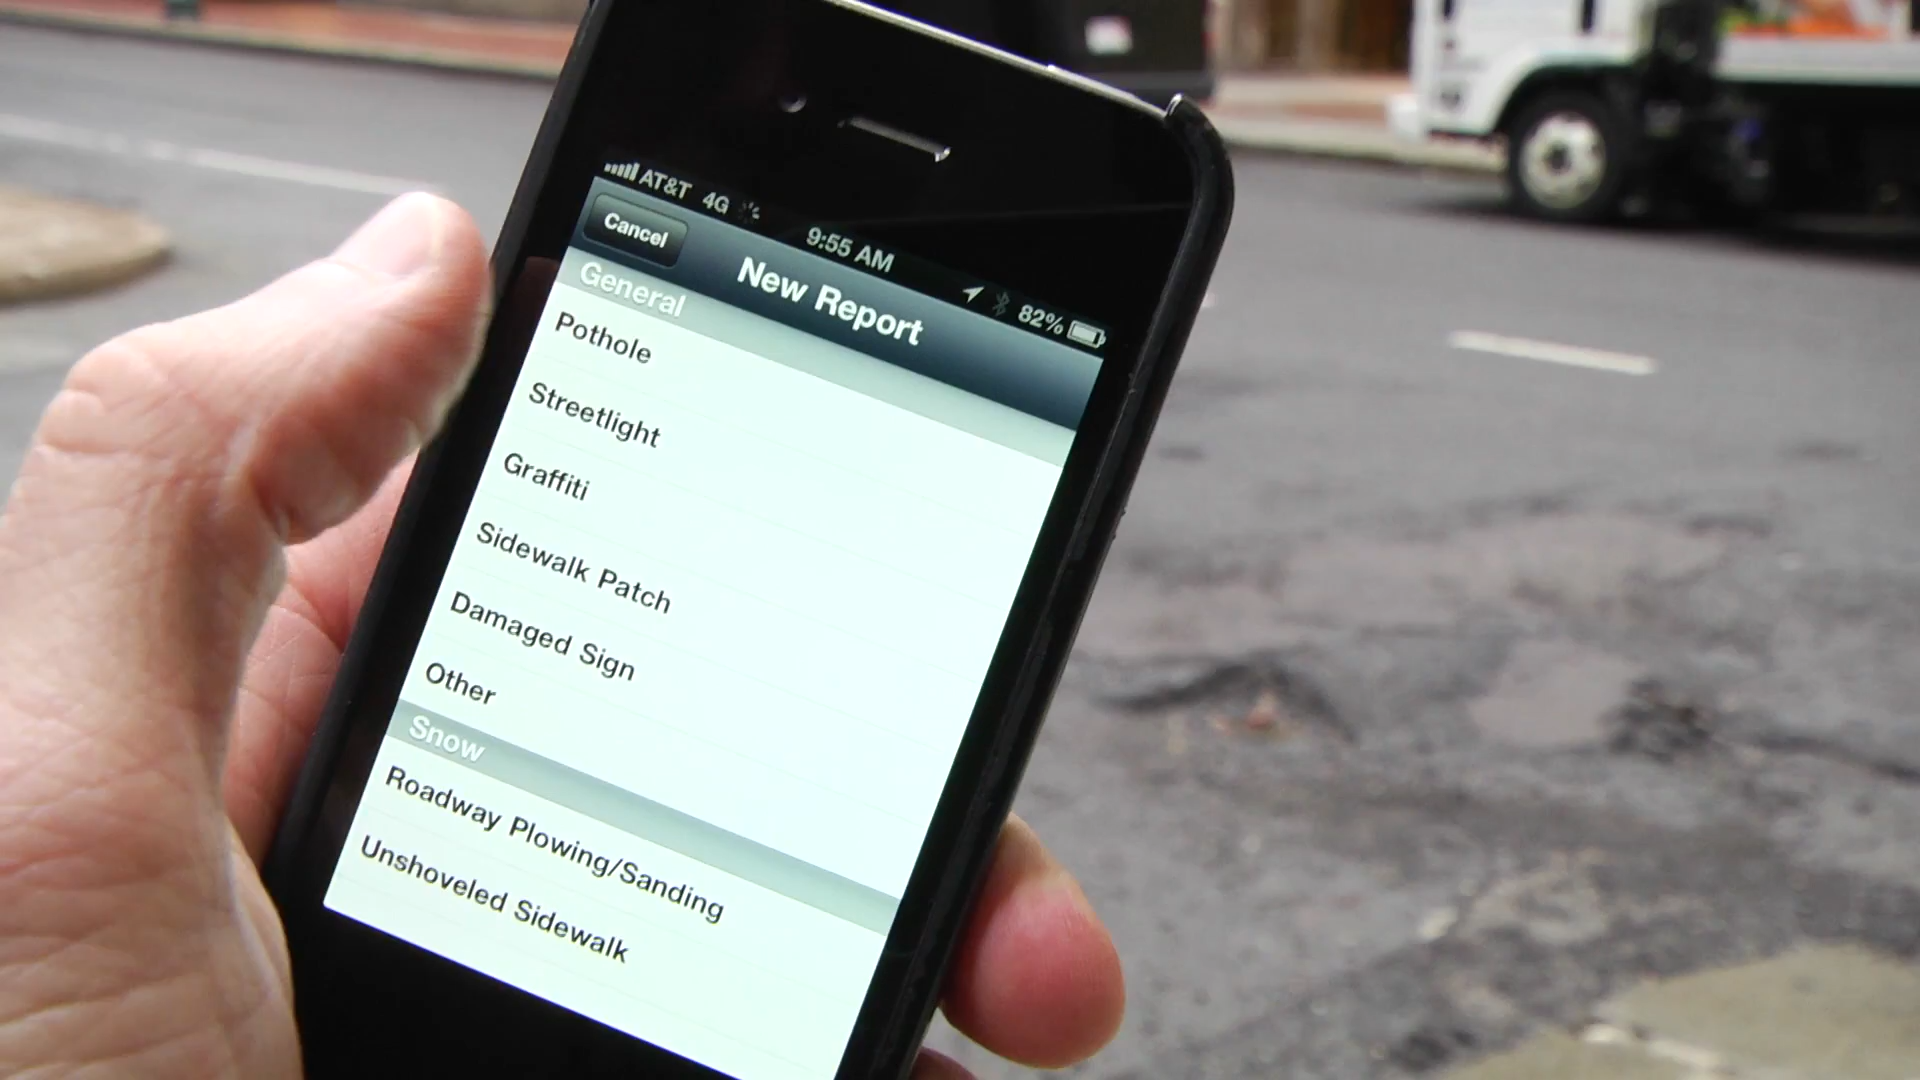 AT&T 4G 9:55 AM 82%
Cancel New Report
General
Pothole
Streetlight
Graffiti
Sidewalk Patch
Damaged Sign
Other
Snow
Roadway Plowing/Sanding
Unshoveled Sidewalk